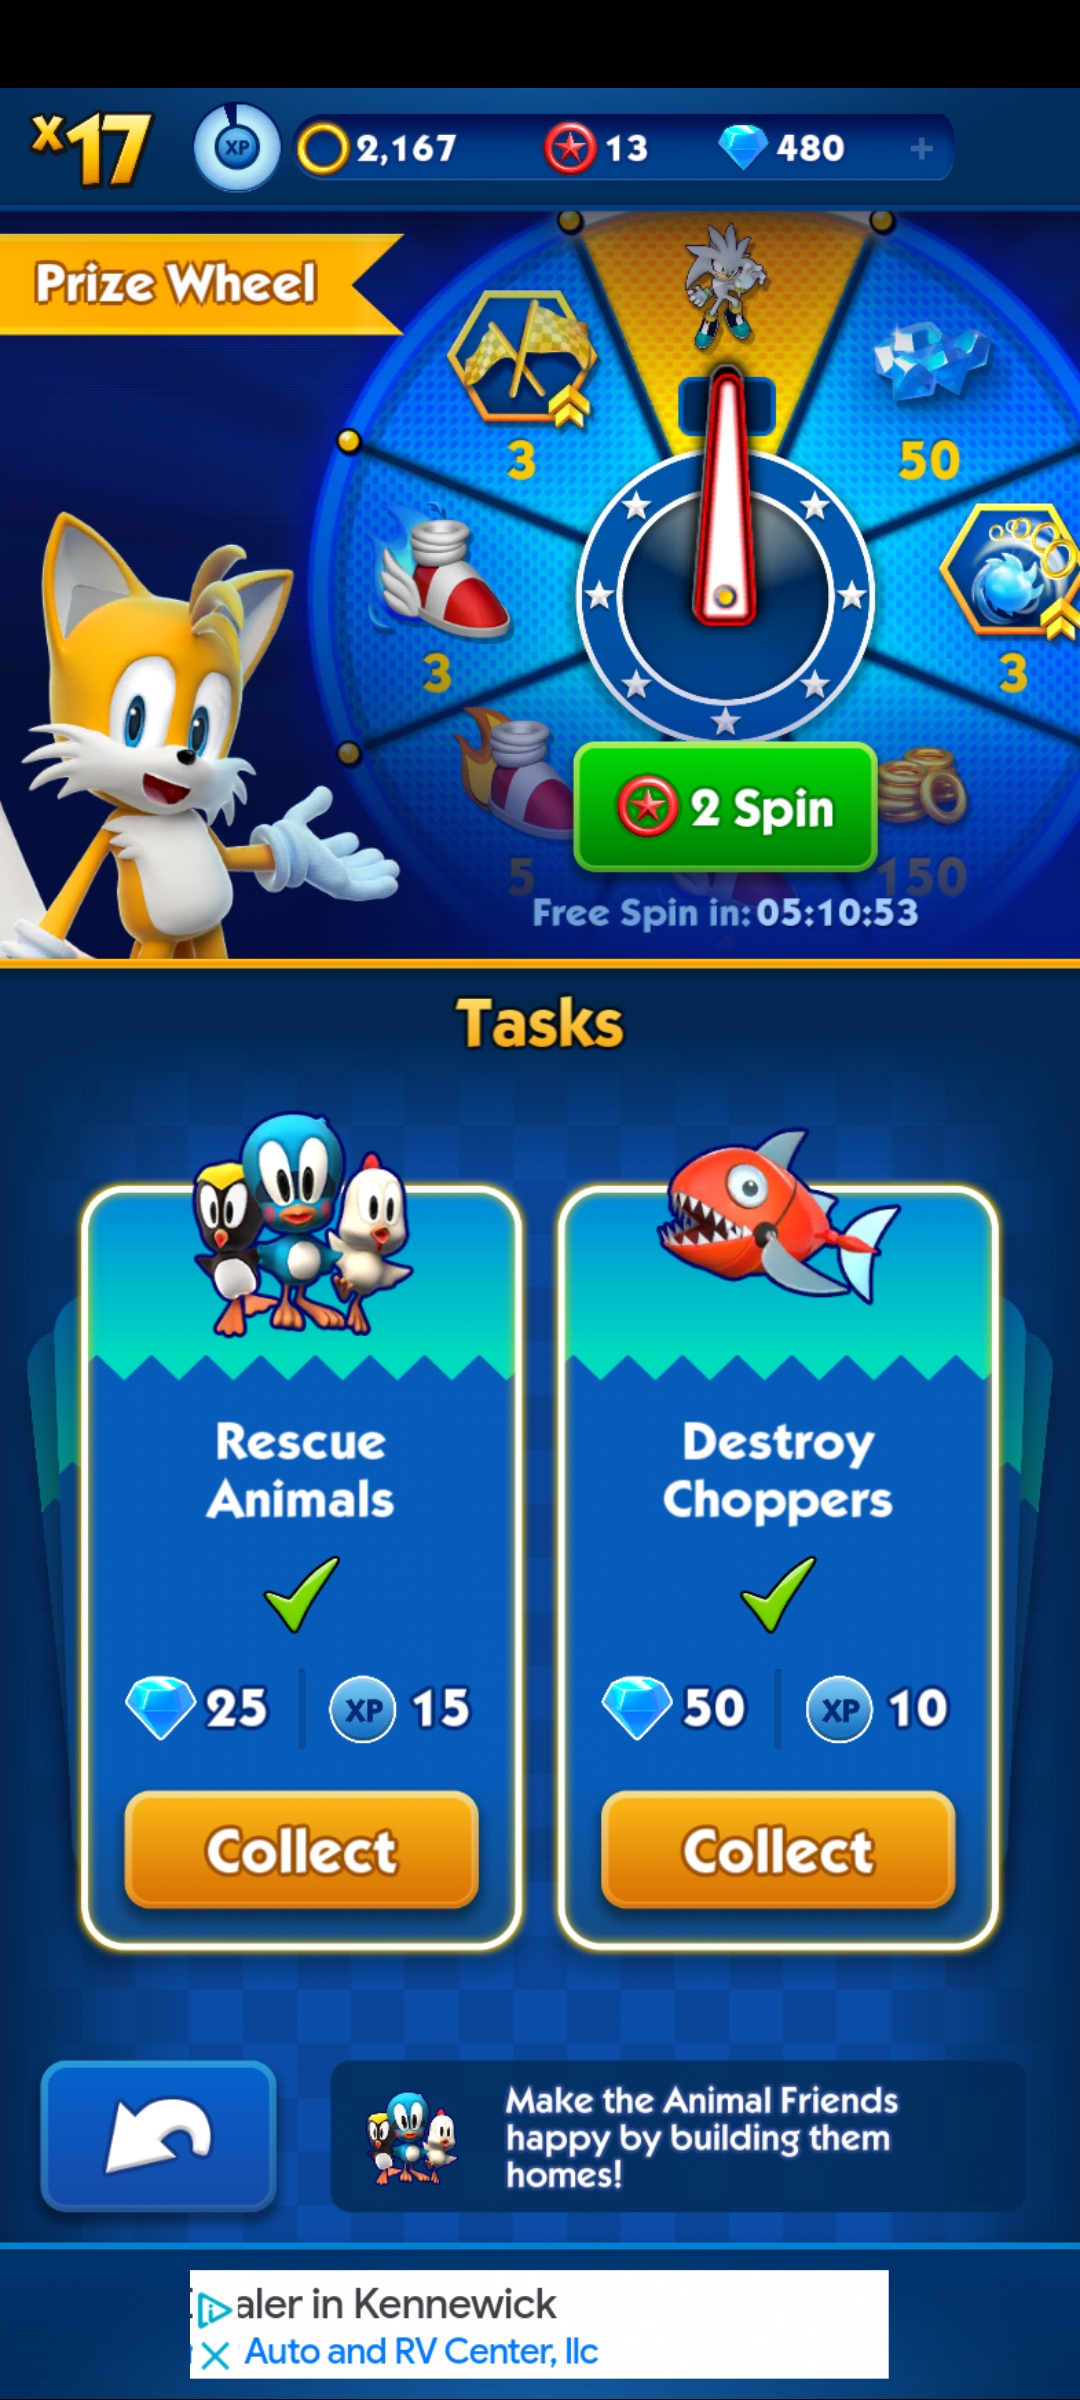 x17
XP
2,167
13
480
+
Prize Wheel
3
50
3
3
5
150
2 Spin
Free Spin in: 05:10:53
Tasks
Rescue
Animals
25
XP
15
Collect
Destroy
Choppers
50
XP
10
Collect
Make the Animal Friends
happy by building them
homes!
aler in Kennewick
Auto and RV Center, llc